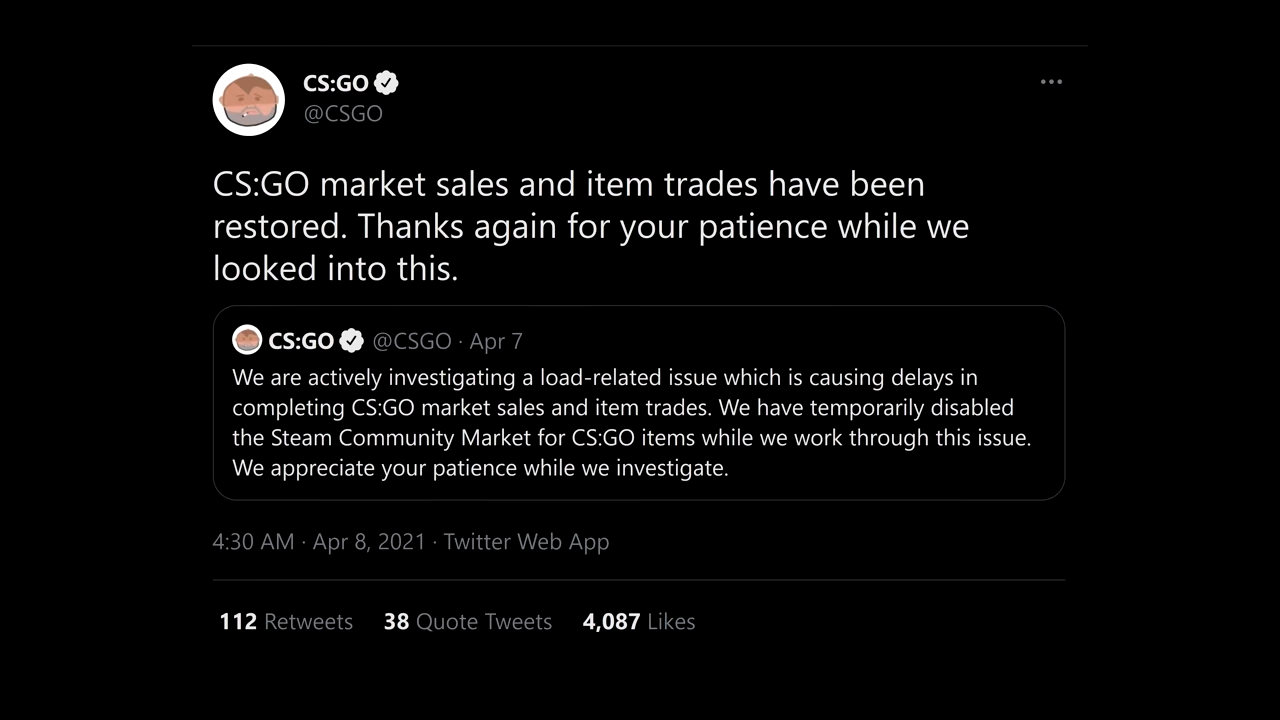 CS:GO
@CSGO
CS:GO market sales and item trades have been
restored. Thanks again for your patience while we
looked into this.
CS:GO @CSGO · Apr 7
We are actively investigating a load-related issue which is causing delays in
completing CS:GO market sales and item trades. We have temporarily disabled
the Steam Community Market for CS:GO items while we work through this issue.
We appreciate your patience while we investigate.
4:30 AM · Apr 8, 2021 · Twitter Web App
112 Retweets 38 Quote Tweets 4,087 Likes